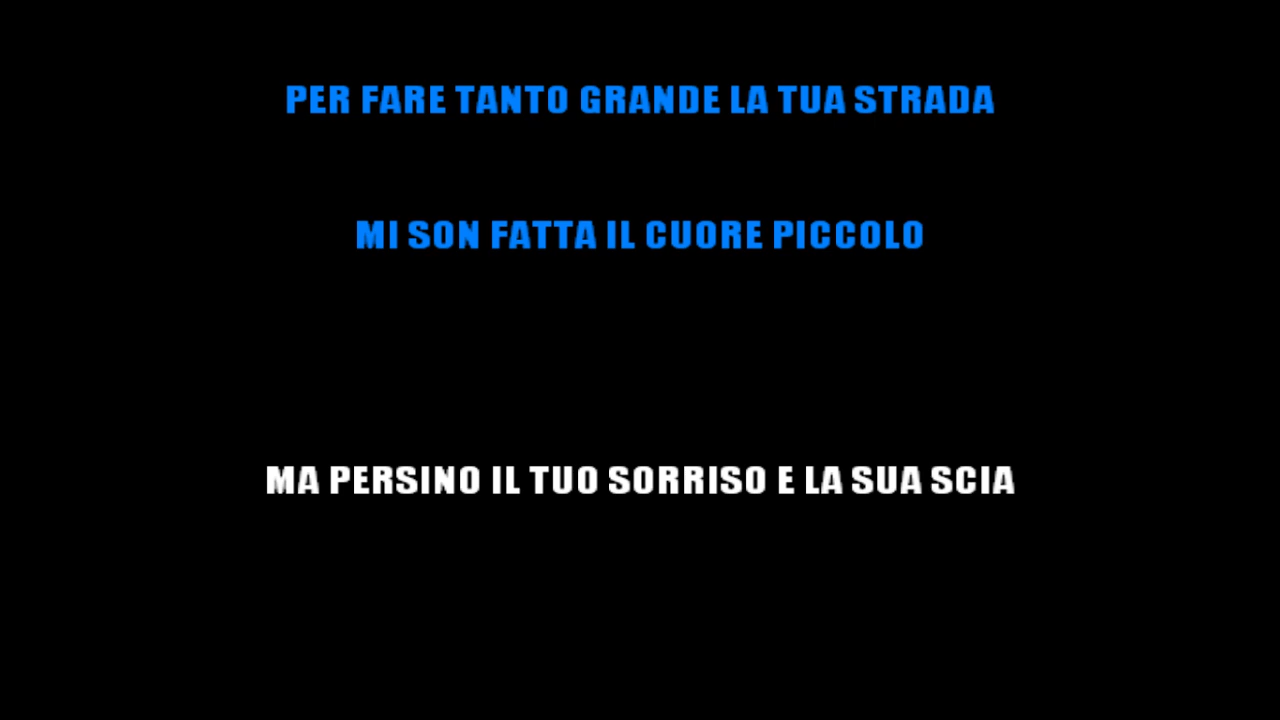 PER FARE TANTO GRANDE LA TUA STRADA
MI SON FATTA IL CUORE PICCOLO
MA PERSINO IL TUO SORRISO E LA SUA SCIA